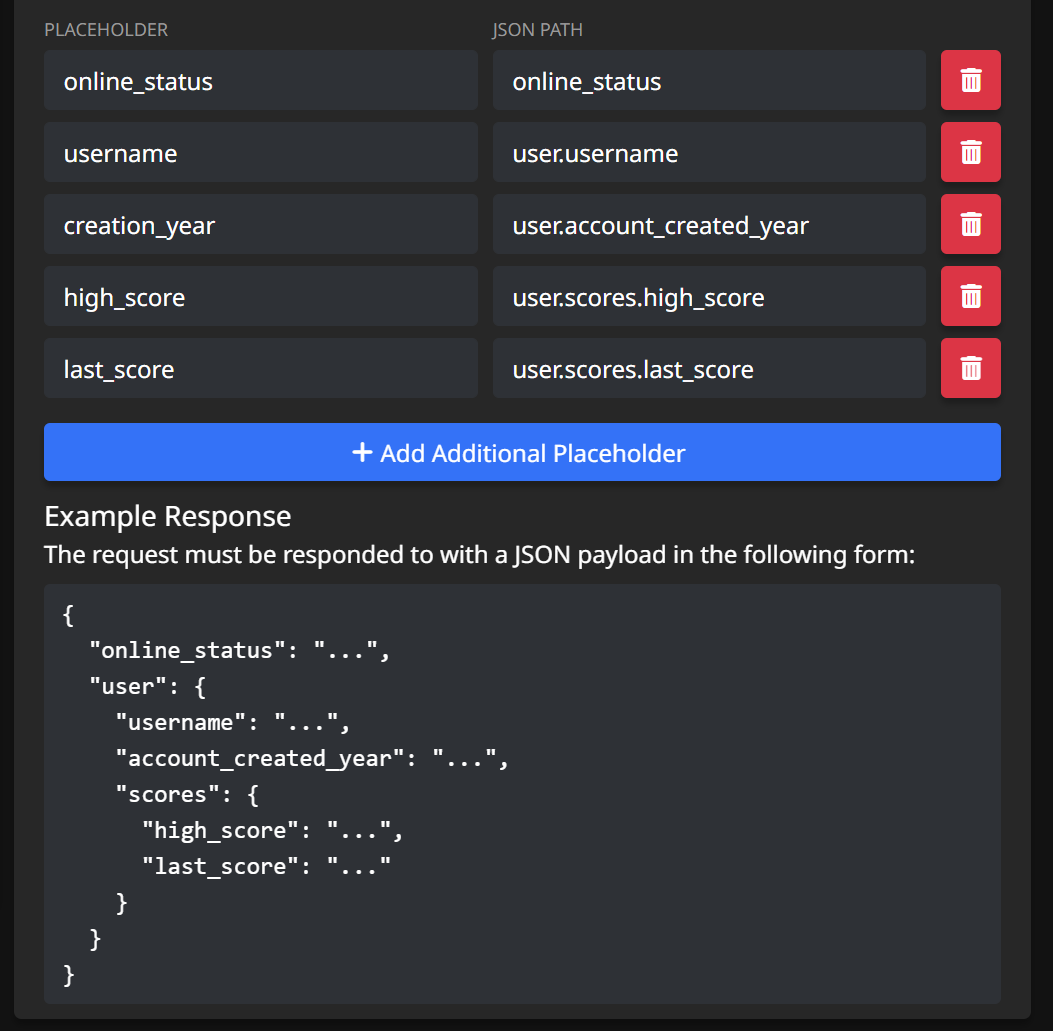 PLACEHOLDER JSON PATH
online_status online_status
username user.username
creation_year user.account_created_year
high_score user.scores.high_score
last_score user.scores.last_score
+ Add Additional Placeholder
Example Response
The request must be responded to with a JSON payload in the following form:
{
  "online_status": "...",
  "user": {
    "username": "...",
    "account_created_year": "...",
    "scores": {
      "high_score": "...",
      "last_score": "..."
    }
  }
}